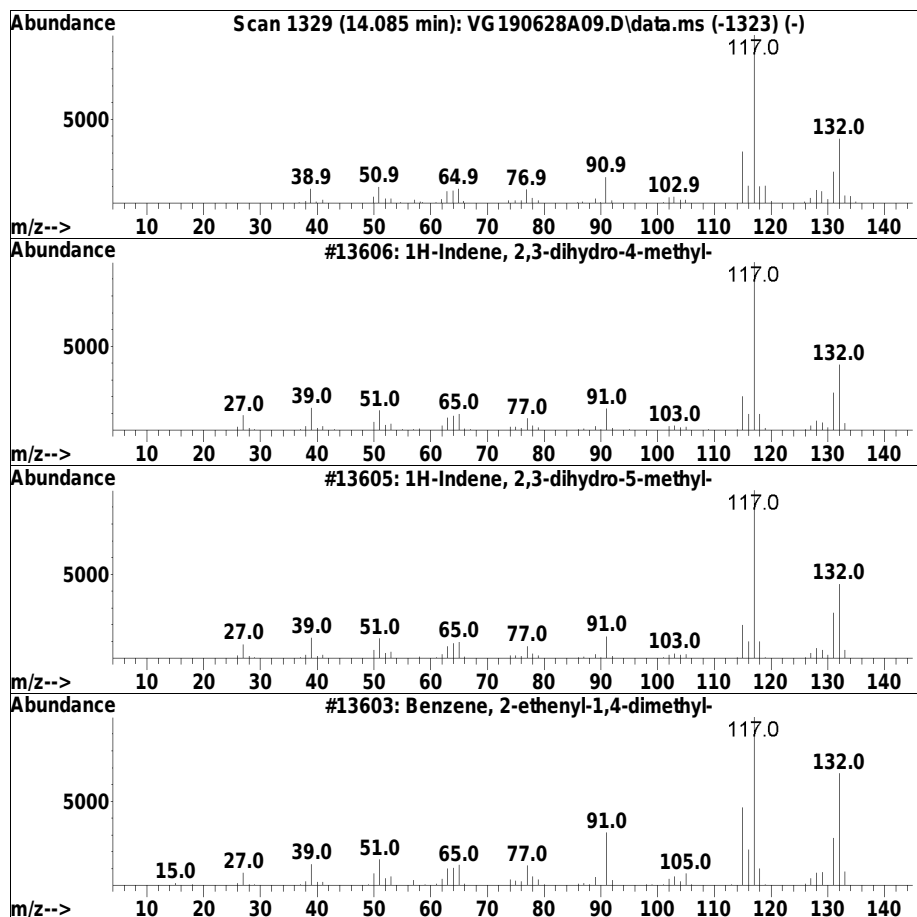 Abundance Scan 1329 (14.085 min): VG190628A09.D\data.ms (-1323) (-)
117.0
5000
132.0
38.9 50.9 64.9 76.9 90.9
102.9
m/z--> 10 20 30 40 50 60 70 80 90 100 110 120 130 140
Abundance #13606: 1H-Indene, 2,3-dihydro-4-methyl-
117.0
5000
132.0
27.0 39.0 51.0 65.0 77.0 91.0
103.0
m/z--> 10 20 30 40 50 60 70 80 90 100 110 120 130 140
Abundance #13605: 1H-Indene, 2,3-dihydro-5-methyl-
117.0
5000
132.0
27.0 39.0 51.0 65.0 77.0 91.0
103.0
m/z--> 10 20 30 40 50 60 70 80 90 100 110 120 130 140
Abundance #13603: Benzene, 2-ethenyl-1,4-dimethyl-
117.0
132.0
5000
91.0
15.0 27.0 39.0 51.0 65.0 77.0 105.0
m/z--> 10 20 30 40 50 60 70 80 90 100 110 120 130 140